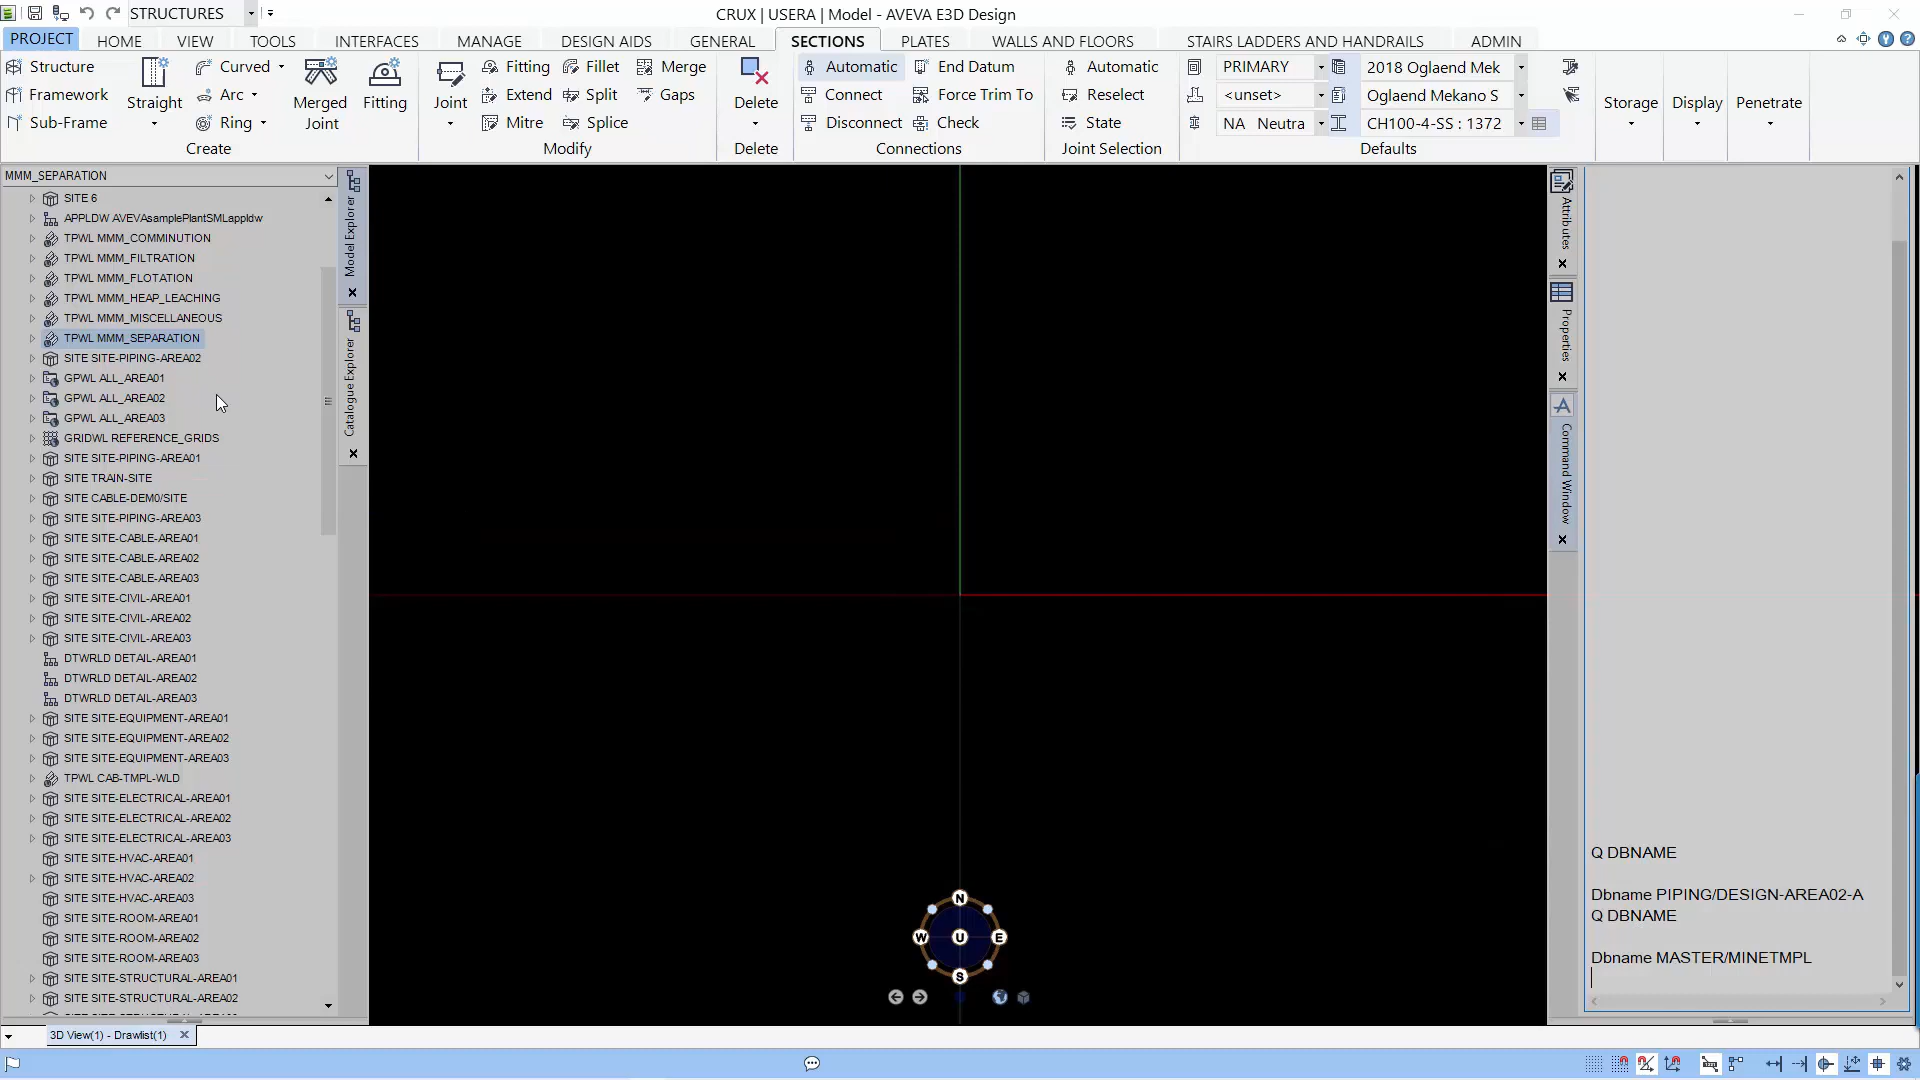 STRUCTURES
CRUX | USERA | Model - AVEVA E3D Design
PROJECT HOME VIEW TOOLS INTERFACES MANAGE DESIGN AIDS GENERAL SECTIONS PLATES WALLS AND FLOORS STAIRS LADDERS AND HANDRAILS ADMIN
Structure
Framework
Sub-Frame
Straight
Curved
Arc
Ring
Create
Merged
Joint
Fitting
Joint
Fitting
Extend
Mitre
Fillet
Split
Splice
Merge
Gaps
Modify
Delete
Delete
Automatic
Connect
Disconnect
End Datum
Force Trim To
Check
Connections
Automatic
Reselect
State
Joint Selection
PRIMARY
<unset>
NA Neutra
2018 Oglaend Mek
Oglaend Mekano S
CH100-4-SS : 1372
Defaults
Storage
Display
Penetrate
MMM_SEPARATION
SITE 6
APPLDW AVEVAsamplePlantSMLappldw
TPWL MMM_COMMINUTION
TPWL MMM_FILTRATION
TPWL MMM_FLOTATION
TPWL MMM_HEAP_LEACHING
TPWL MMM_MISCELLANEOUS
TPWL MMM_SEPARATION
SITE SITE-PIPING-AREA02
GPWL ALL_AREA01
GPWL ALL_AREA02
GPWL ALL_AREA03
GRIDWL REFERENCE_GRIDS
SITE SITE-PIPING-AREA01
SITE TRAIN-SITE
SITE CABLE-DEM0/SITE
SITE SITE-PIPING-AREA03
SITE SITE-CABLE-AREA01
SITE SITE-CABLE-AREA02
SITE SITE-CABLE-AREA03
SITE SITE-CIVIL-AREA01
SITE SITE-CIVIL-AREA02
SITE SITE-CIVIL-AREA03
DTWRLD DETAIL-AREA01
DTWRLD DETAIL-AREA02
DTWRLD DETAIL-AREA03
SITE SITE-EQUIPMENT-AREA01
SITE SITE-EQUIPMENT-AREA02
SITE SITE-EQUIPMENT-AREA03
TPWL CAB-TMPL-WLD
SITE SITE-ELECTRICAL-AREA01
SITE SITE-ELECTRICAL-AREA02
SITE SITE-ELECTRICAL-AREA03
SITE SITE-HVAC-AREA01
SITE SITE-HVAC-AREA02
SITE SITE-HVAC-AREA03
SITE SITE-ROOM-AREA01
SITE SITE-ROOM-AREA02
SITE SITE-ROOM-AREA03
SITE SITE-STRUCTURAL-AREA01
SITE SITE-STRUCTURAL-AREA02
Model Explorer
Catalogue Explorer
N
W U E
S
Attributes
Properties
Command Window
Q DBNAME
Dbname PIPING/DESIGN-AREA02-A
Q DBNAME
Dbname MASTER/MINETMPL
3D View(1) - Drawlist(1)